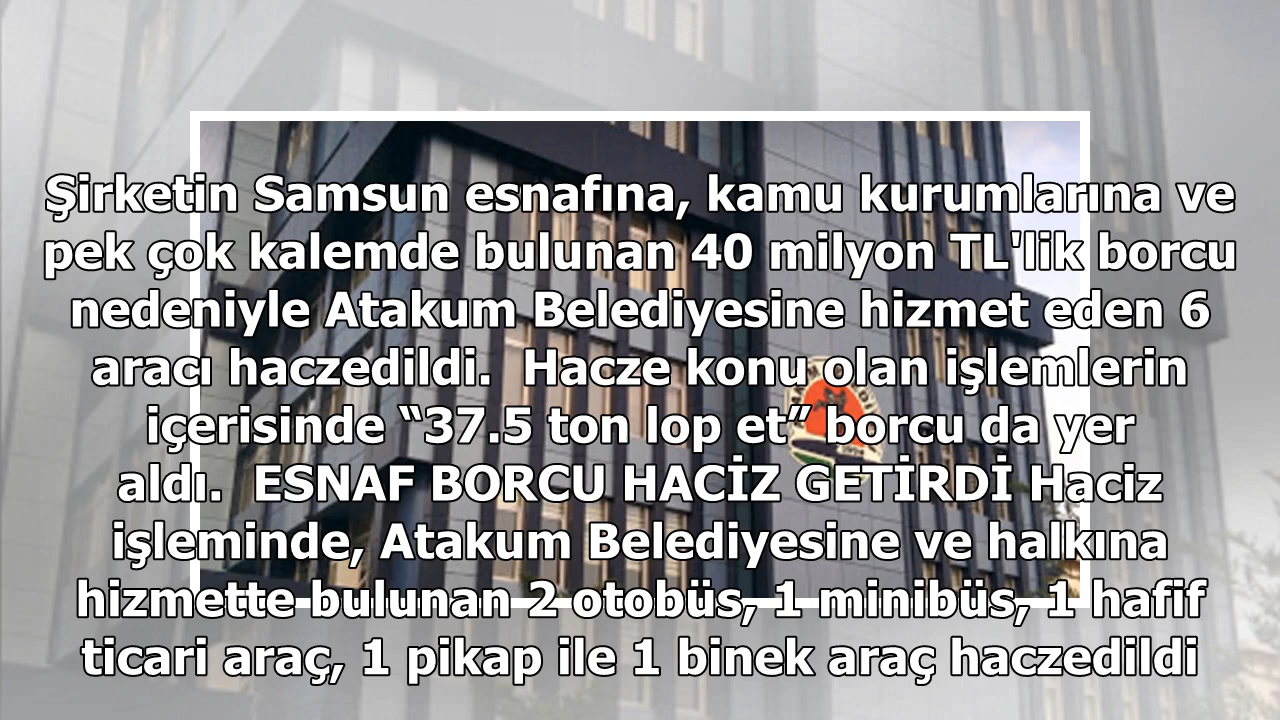 Şirketin Samsun esnafına, kamu kurumlarına ve
pek çok kalemde bulunan 40 milyon TL'lik borcu
nedeniyle Atakum Belediyesine hizmet eden 6
aracı haczedildi.  Hacze konu olan işlemlerin
içerisinde “37.5 ton lop et” borcu da yer
aldı.  ESNAF BORCU HACİZ GETİRDİ Haciz
işleminde, Atakum Belediyesine ve halkına
hizmette bulunan 2 otobüs, 1 minibüs, 1 hafif
ticari araç, 1 pikap ile 1 binek araç haczedildi